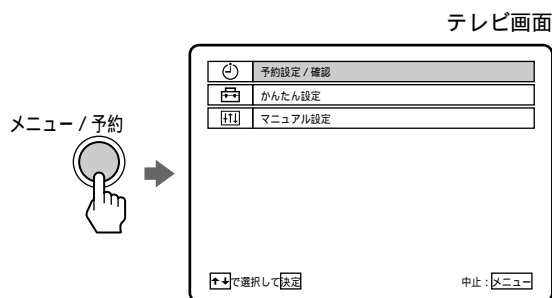 テレビ画面
予約設定 / 確認
かんたん設定
マニュアル設定
メニュー / 予約
↑↓で選択して決定
中止 : メニュー